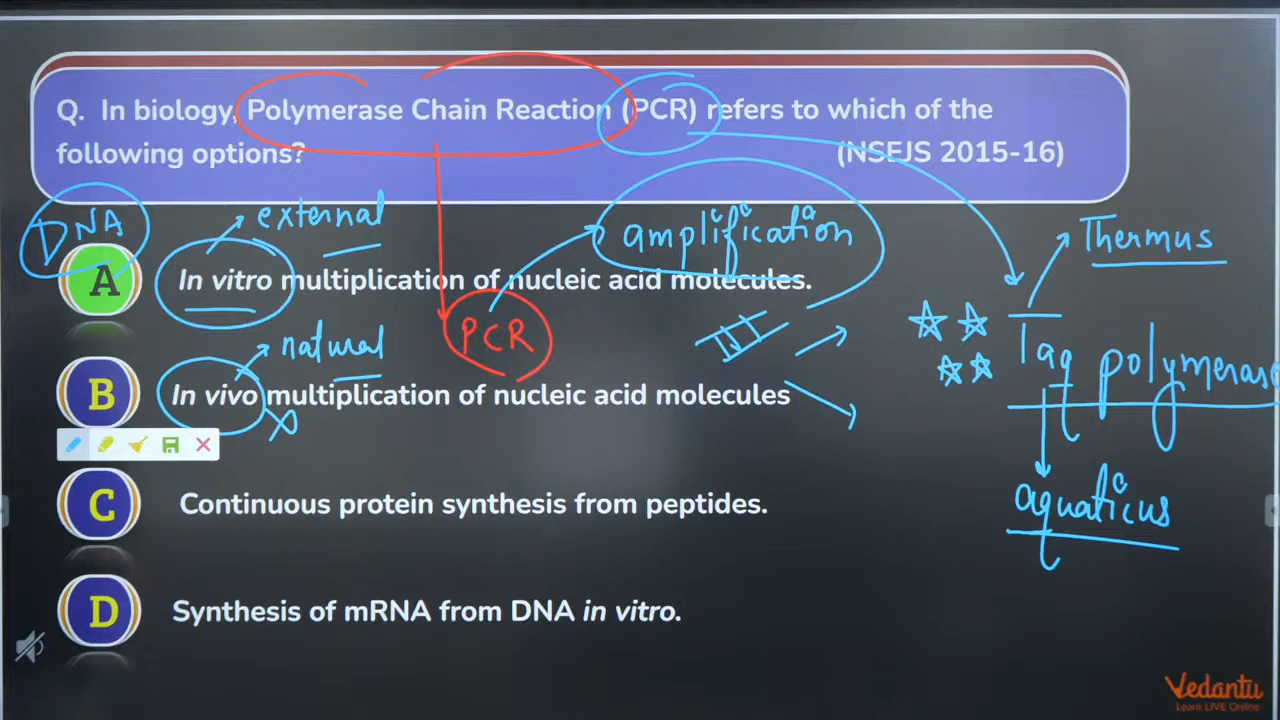 Q. In biology, Polymerase Chain Reaction (PCR) refers to which of the
following options?
(NSEJS 2015-16)
DNA
external
amplification
Thermus
A
In vitro multiplication of nucleic acid molecules.
PCR
natural
Taq polymerase
B
In vivo multiplication of nucleic acid molecules
aquaticus
C
Continuous protein synthesis from peptides.
D
Synthesis of mRNA from DNA in vitro.
Vedantu
Learn LIVE Online